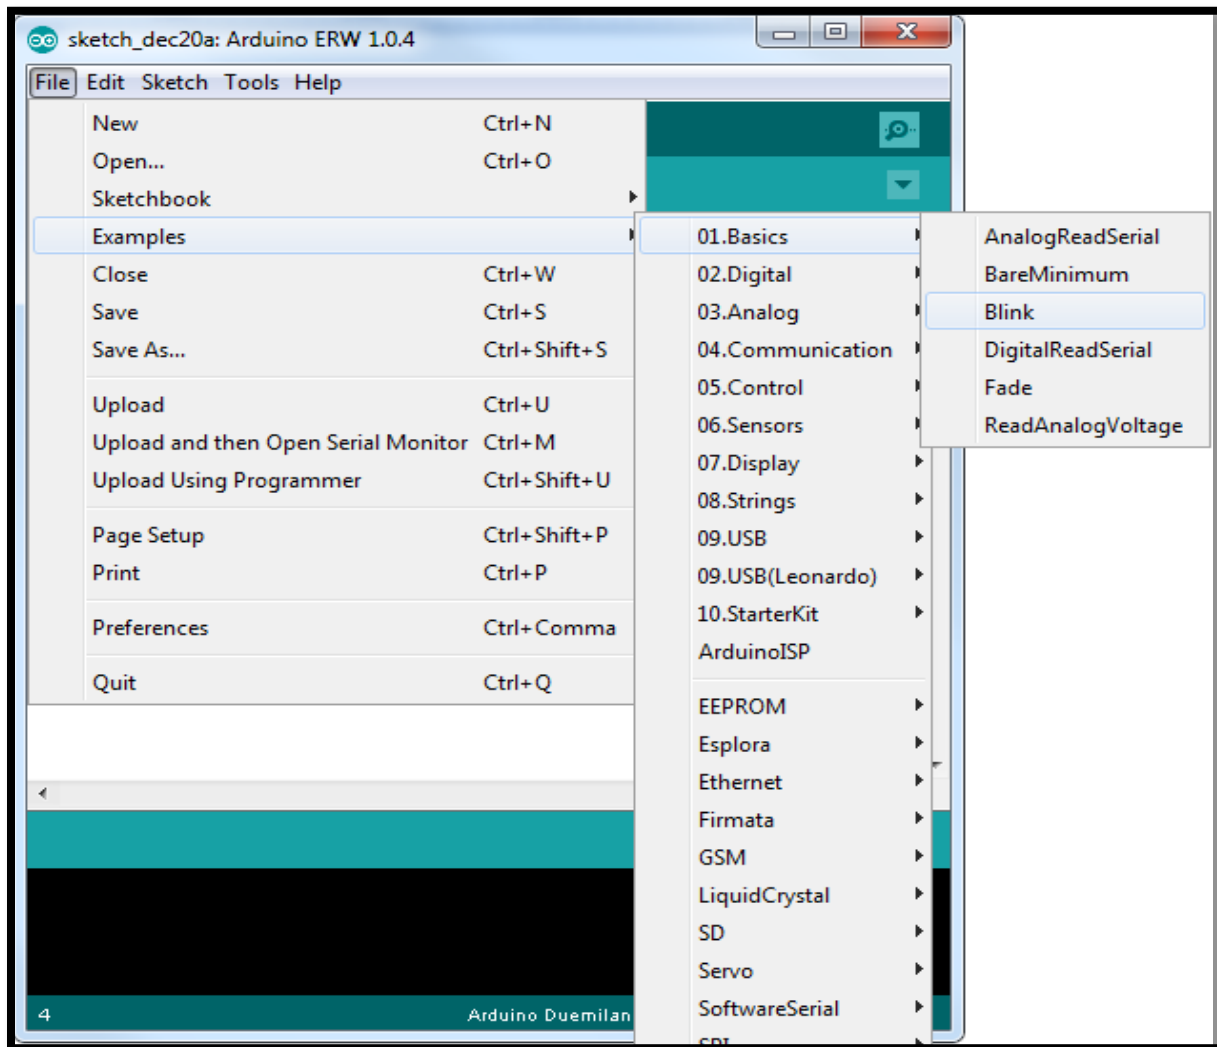 sketch_dec20a: Arduino ERW 1.0.4
File Edit Sketch Tools Help
New Ctrl+N
Open... Ctrl+O
Sketchbook
Examples
Close Ctrl+W
Save Ctrl+S
Save As... Ctrl+Shift+S
Upload Ctrl+U
Upload and then Open Serial Monitor Ctrl+M
Upload Using Programmer Ctrl+Shift+U
Page Setup Ctrl+Shift+P
Print Ctrl+P
Preferences Ctrl+Comma
Quit Ctrl+Q
01.Basics
02.Digital
03.Analog
04.Communication
05.Control
06.Sensors
07.Display
08.Strings
09.USB
09.USB(Leonardo)
10.StarterKit
ArduinoISP
EEPROM
Esplora
Ethernet
Firmata
GSM
LiquidCrystal
SD
Servo
SoftwareSerial
AnalogReadSerial
BareMinimum
Blink
DigitalReadSerial
Fade
ReadAnalogVoltage
4 Arduino Duemilan